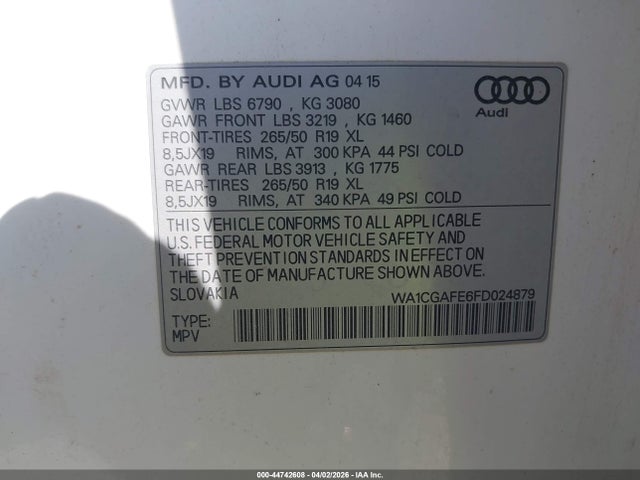 MFD. BY AUDI AG 04 15
GVWR LBS 6790 , KG 3080
GAWR FRONT LBS 3219 , KG 1460
FRONT-TIRES 265/50 R19 XL
8,5JX19 RIMS, AT 300 KPA 44 PSI COLD
GAWR REAR LBS 3913 , KG 1775
REAR-TIRES 265/50 R19 XL
8,5JX19 RIMS, AT 340 KPA 49 PSI COLD
Audi
THIS VEHICLE CONFORMS TO ALL APPLICABLE
U.S. FEDERAL MOTOR VEHICLE SAFETY AND
THEFT PREVENTION STANDARDS IN EFFECT ON
THE DATE OF MANUFACTURE SHOWN ABOVE.
SLOVAKIA WA1CGAFE6FD024879
TYPE:
MPV
000-44742608 - 04/02/2026 - IAA Inc.